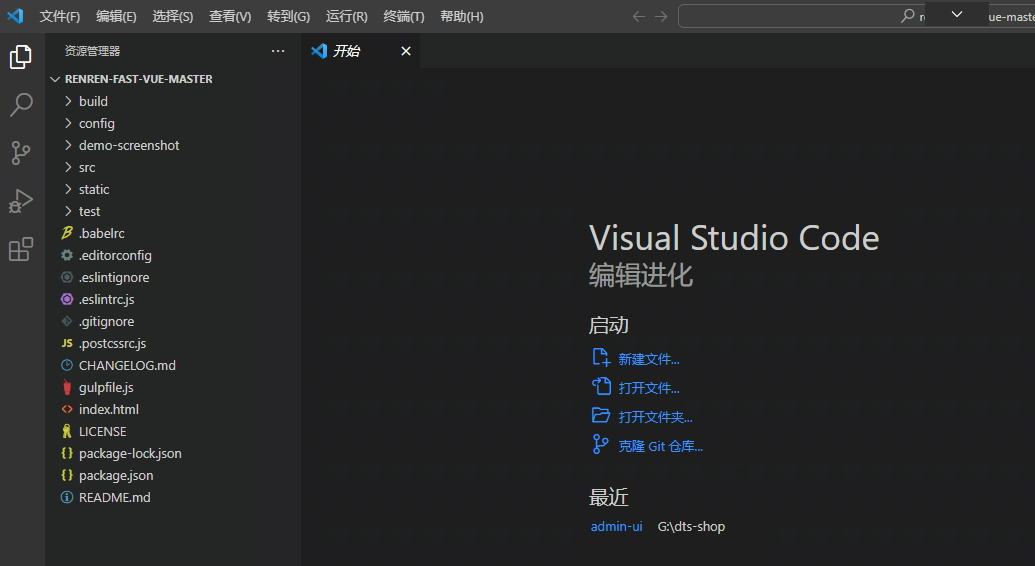 文件(F) 编辑(E) 选择(S) 查看(V) 转到(G) 运行(R) 终端(T) 帮助(H)
资源管理器 ···
开始
RENREN-FAST-VUE-MASTER
build
config
demo-screenshot
src
static
test
.babelrc
.editorconfig
.eslintignore
.eslintrc.js
.gitignore
JS .postcssrc.js
CHANGELOG.md
gulpfile.js
index.html
LICENSE
package-lock.json
package.json
README.md
Visual Studio Code
编辑进化
启动
新建文件...
打开文件...
打开文件夹...
克隆 Git 仓库...
最近
admin-ui G:\dts-shop